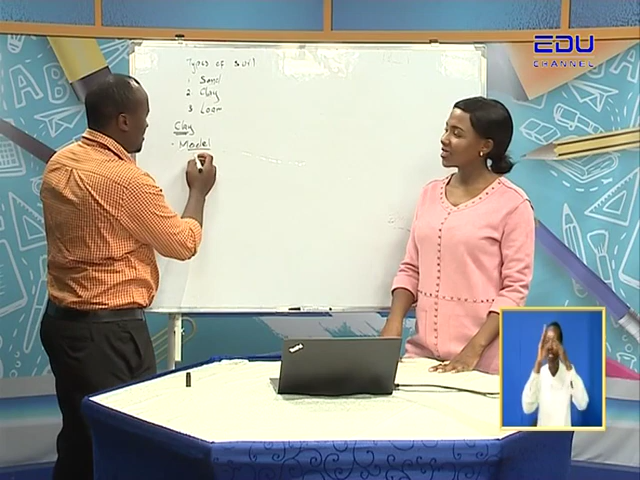 Types of soil
1 Sand
2 Clay
3 Loam
Clay
- Model
EDU
CHANNEL